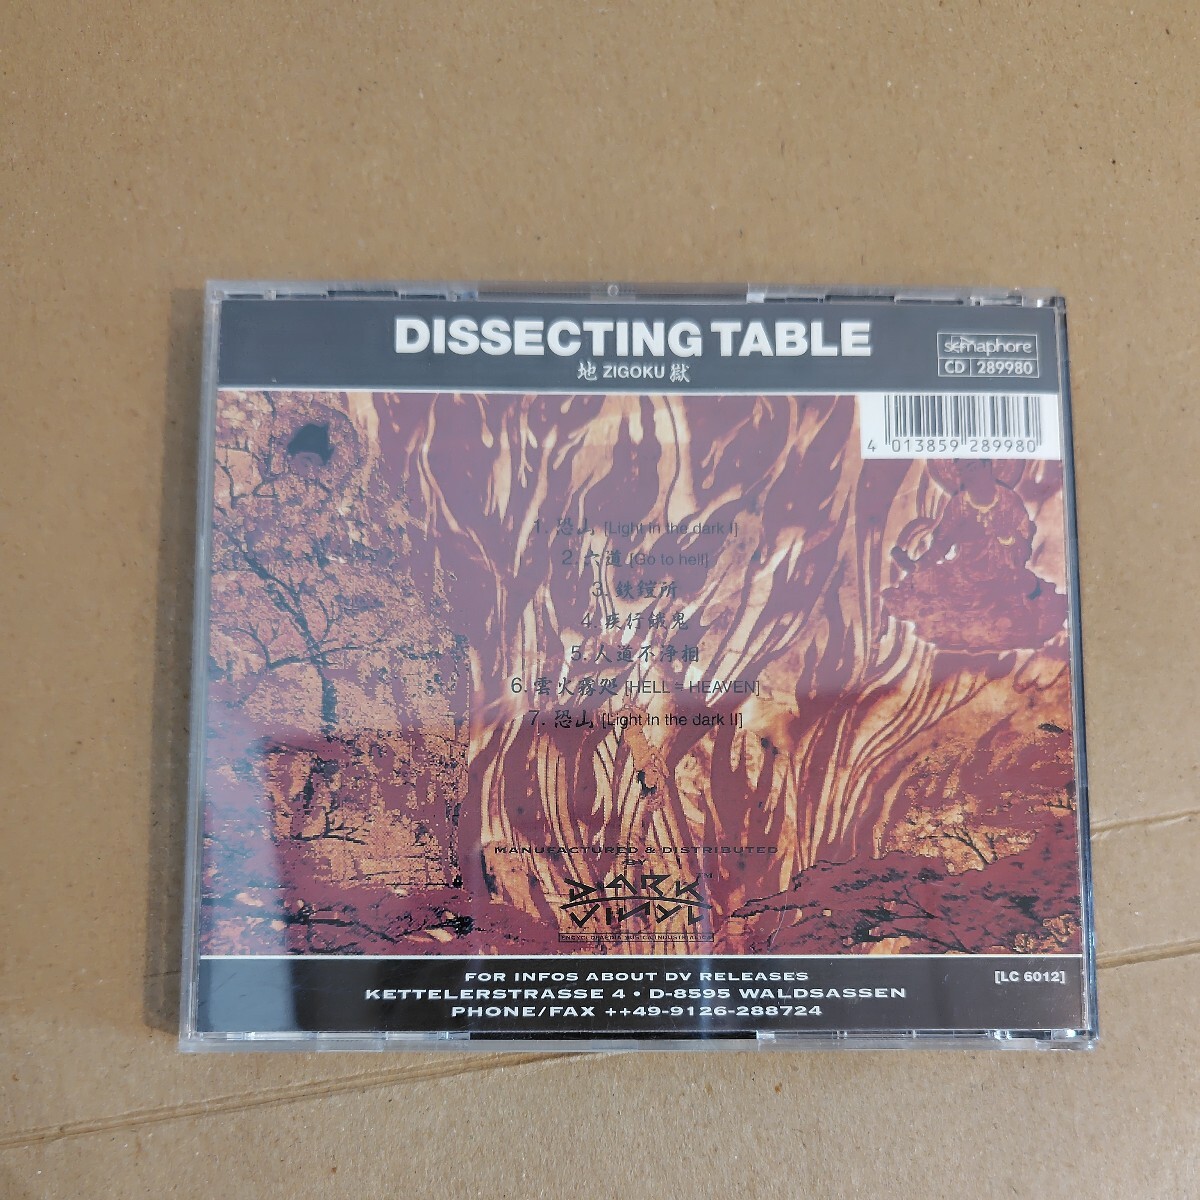 DISSECTING TABLE
地 ZIGOKU 獄
semaphore
CD 289980
4 013859 289980
1. 恐山 [Light in the dark I]
2. 六道 [Go to hell]
3. 鉄鎧所
4. 疾行餓鬼
5. 人道不浄相
6. 雲火霧処 [HELL = HEAVEN]
7. 恐山 [Light in the dark II]
MANUFACTURED & DISTRIBUTED
BY
DARK TM
VINYL
FOR INFOS ABOUT DV RELEASES
KETTELERSTRASSE 4 • D-8595 WALDSASSEN
PHONE/FAX ++49-9126-288724
[LC 6012]